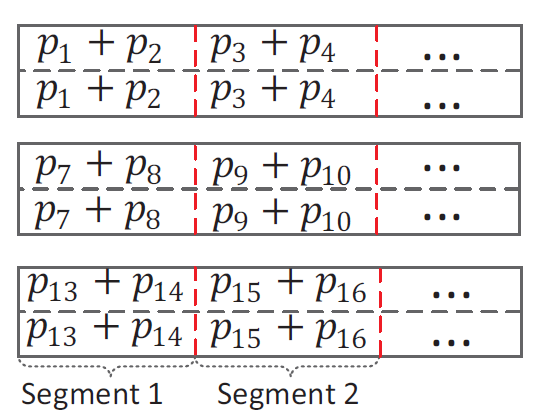 p₁ + p₂ p₃ + p₄ ...
p₁ + p₂ p₃ + p₄ ...
p₇ + p₈ p₉ + p₁₀ ...
p₇ + p₈ p₉ + p₁₀ ...
p₁₃ + p₁₄ p₁₅ + p₁₆ ...
p₁₃ + p₁₄ p₁₅ + p₁₆ ...
Segment 1 Segment 2